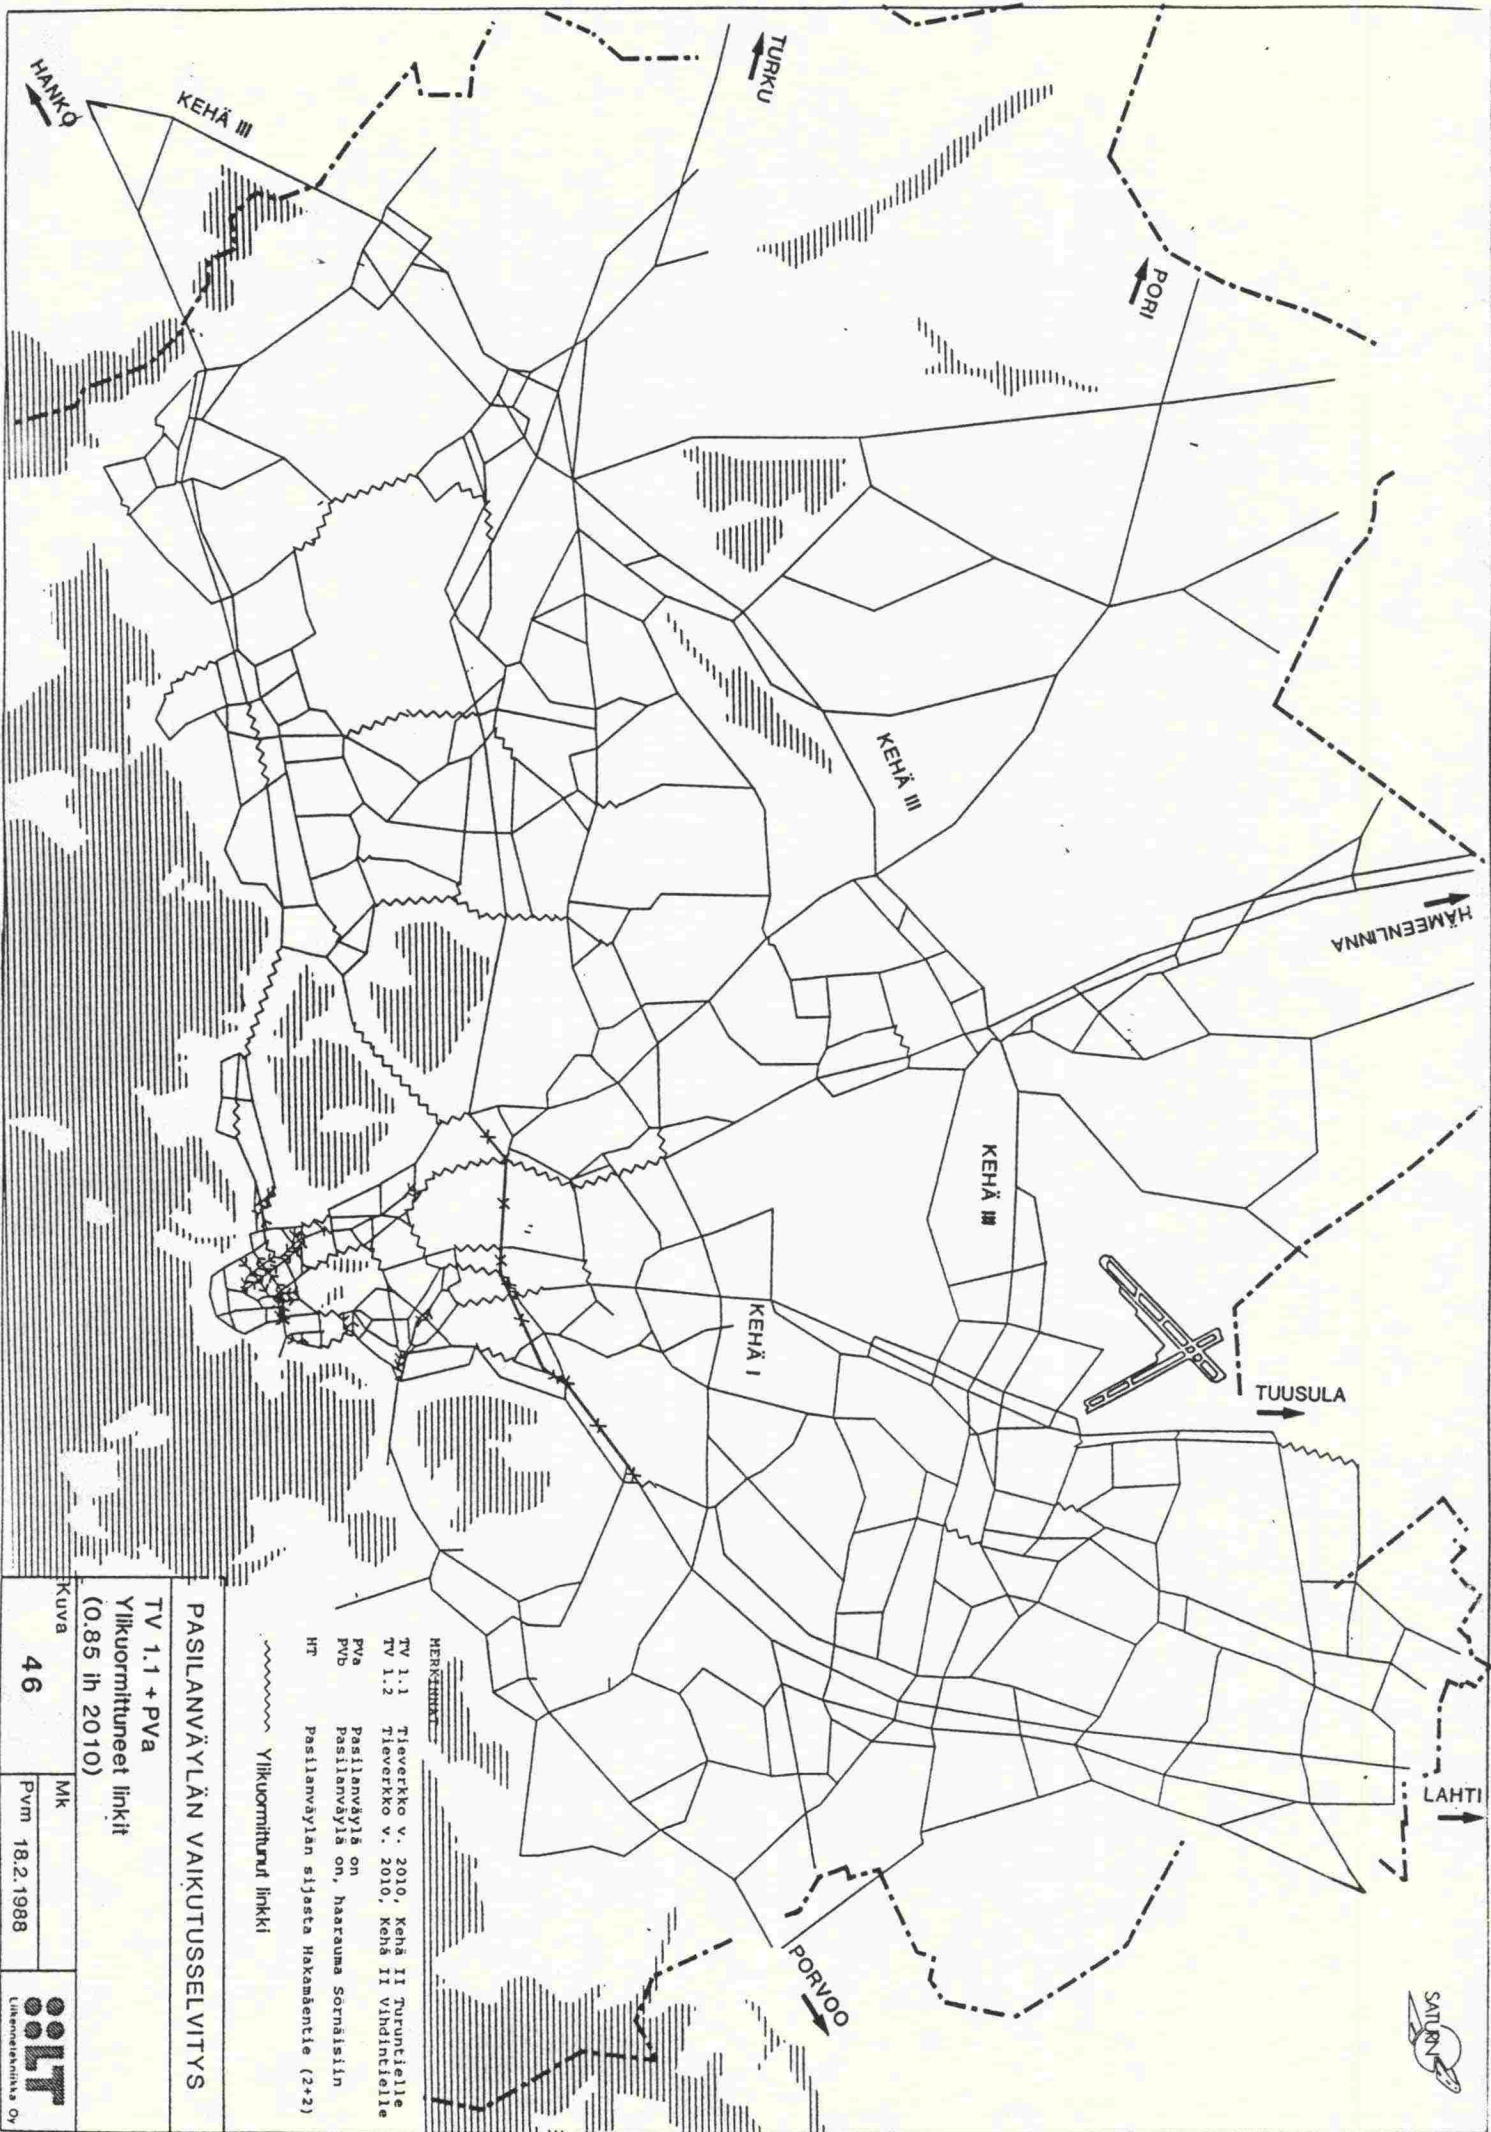 HANKO
KEHÄ III
TURKU
PORI
KEHÄ III
HÄMEENLINNA
KEHÄ III
KEHÄ I
TUUSULA
LAHTI
PORVOO
SATURN
MERKINNÄT:
TV 1.1 Tieverkko v. 2010, Kehä II Turuntielle
TV 1.2 Tieverkko v. 2010, Kehä II Vihdintielle
PVa Pasilanväylä on
PVb Pasilanväylä on, haarauma Sörnäisiin
HT Pasilanväylän sijasta Hakamäentie (2+2)
Ylikuormittunut linkki
PASILANVÄYLÄN VAIKUTUSSELVITYS
TV 1.1 + PVa
Ylikuormittuneet linkit
(0.85 ih 2010)
Kuva
46
Mk
Pvm 18.2.1988
LT
Liikennetekniikka Oy